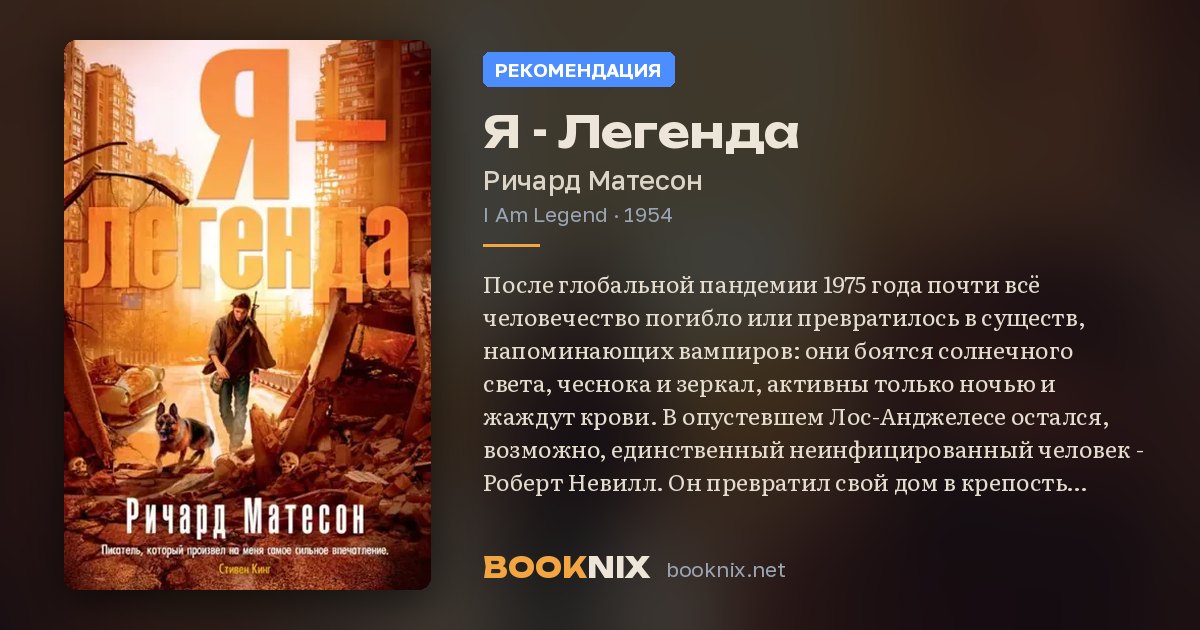 Я —
легенда
Ричард Матесон
Писатель, который произвел на меня самое сильное впечатление.
Стивен Кинг
РЕКОМЕНДАЦИЯ
Я - Легенда
Ричард Матесон
I Am Legend · 1954
После глобальной пандемии 1975 года почти всё
человечество погибло или превратилось в существ,
напоминающих вампиров: они боятся солнечного
света, чеснока и зеркал, активны только ночью и
жаждут крови. В опустевшем Лос-Анджелесе остался,
возможно, единственный неинфицированный человек -
Роберт Невилл. Он превратил свой дом в крепость...
BOOKNIX booknix.net